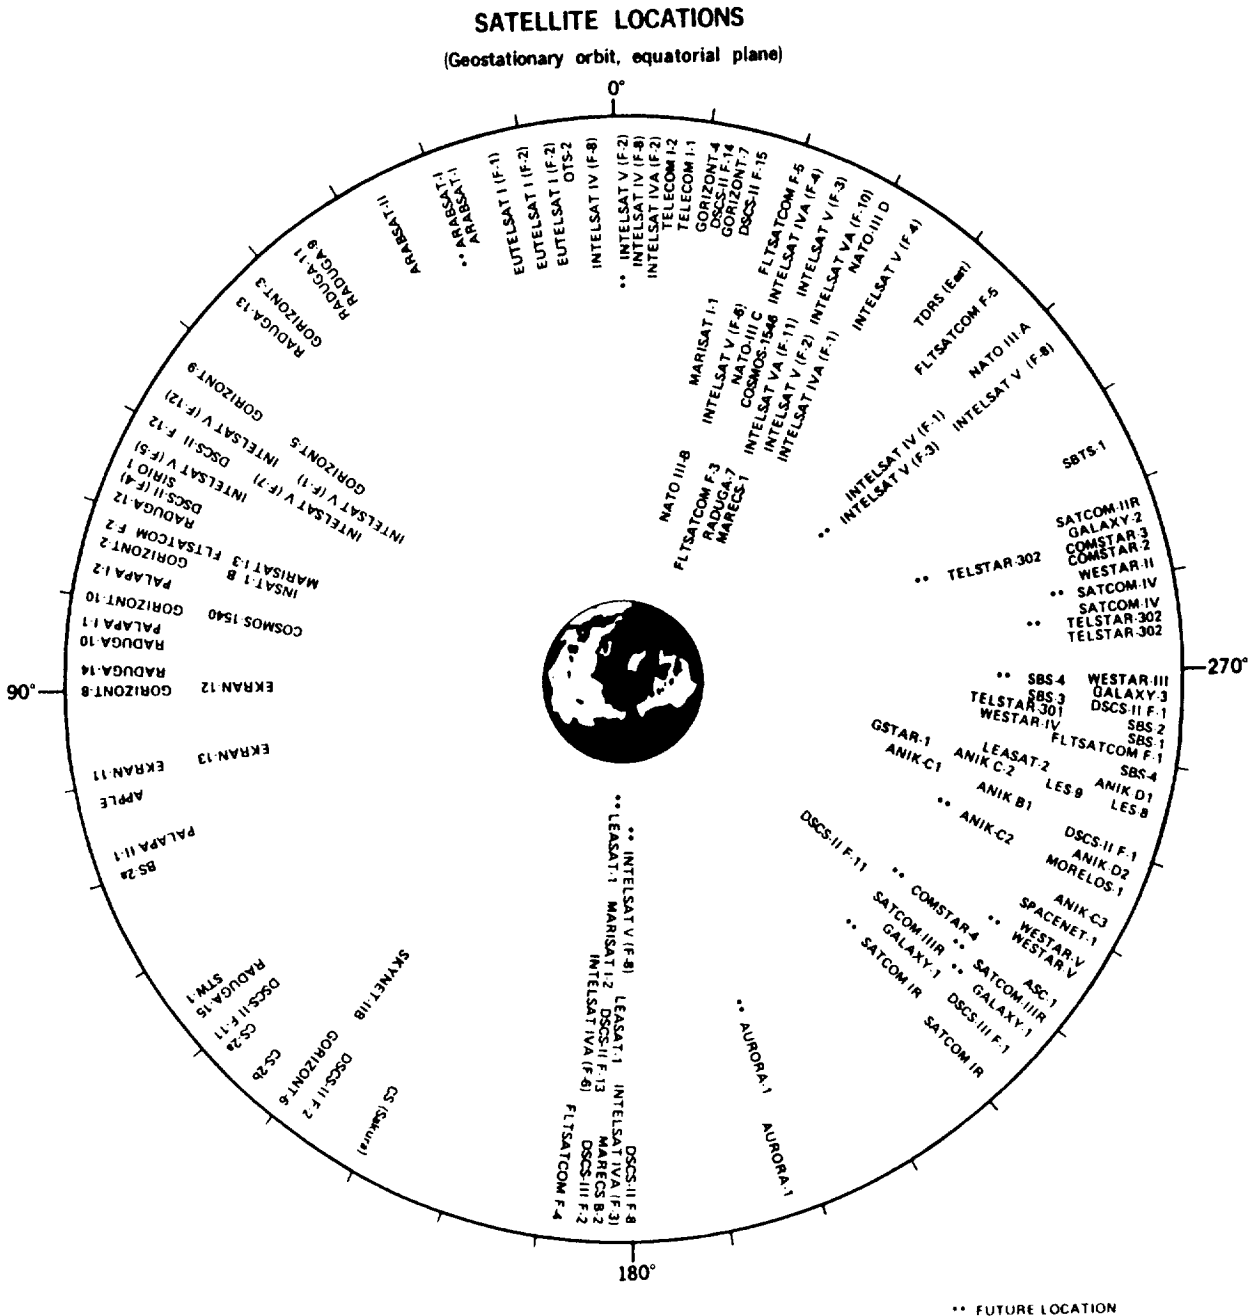 SATELLITE LOCATIONS
(Geostationary orbit, equatorial plane)
0°
INTELSAT IV (F-8)
OTS-2
EUTELSAT I (F-2)
EUTELSAT I (F-2)
EUTELSAT I (F-1)
ARABSAT-I
•• ARABSAT-I
ARABSAT-II
RADUGA-9
RADUGA-11
GORIZONT-3
RADUGA-13
GORIZONT-9
GORIZONT-5
INTELSAT V (F-12)
INTELSAT V (F-1)
DSCS-II F-12
INTELSAT V (F-7)
INTELSAT V (F-5)
SIRIO 1
DSCS-II (F-4)
RADUGA-12
FLTSATCOM F-2
MARISAT I-3
GORIZONT-2
INSAT-1 B
PALAPA I-2
GORIZONT-10
COSMOS 1540
PALAPA I-1
RADUGA-10
RADUGA-14
90°
GORIZONT-8
EKRAN-12
EKRAN-13
EKRAN-11
APPLE
PALAPA II-1
BS-2a
STW-1
RADUGA-15
DSCS-II F-11
CS-2a
CS-2b
SKYNET-IIB
GORIZONT-6
DSCS-II F-2
CS (Sakura)
FLTSATCOM F-4
INTELSAT IVA (F-6)
DSCS-III F-2
DSCS-II F-13
MARECS B-2
•• LEASAT-1
MARISAT I-2
LEASAT-1
INTELSAT IVA (F-3)
•• INTELSAT V (F-8)
DSCS-II F-8
180°
•• AURORA-1
AURORA-1
•• SATCOM IR
SATCOM IR
GALAXY-1
DSCS-III F-1
SATCOM-IIIR
•• GALAXY-1
•• COMSTAR-4
•• SATCOM-IIIR
ASC-1
DSCS-II F-11
WESTAR-V
•• WESTAR-V
SPACENET-1
ANIK-C3
MORELOS-1
ANIK-D2
•• ANIK-C2
DSCS-II F-1
ANIK-C1
ANIK B1
LES-8
GSTAR-1
ANIK C-2
LES-9
ANIK D1
LEASAT-2
SBS-4
FLTSATCOM F-1
WESTAR-IV
SBS-1
TELSTAR-301
SBS-2
SBS-3
DSCS-II F-1
GALAXY-3
•• SBS-4
WESTAR-III
270°
TELSTAR-302
•• TELSTAR-302
SATCOM-IV
•• SATCOM-IV
WESTAR-II
•• TELSTAR-302
COMSTAR-2
COMSTAR-3
GALAXY-2
SATCOM-IIR
SBTS-1
•• INTELSAT V (F-3)
INTELSAT IV (F-1)
INTELSAT V (F-8)
NATO III-A
FLTSATCOM F-5
TDRS (East)
INTELSAT V (F-4)
INTELSAT IVA (F-1)
NATO-III D
INTELSAT V (F-2)
INTELSAT VA (F-10)
INTELSAT VA (F-11)
INTELSAT V (F-3)
MARECS-1
RADUGA-7
COSMOS-1546
INTELSAT IVA (F-4)
FLTSATCOM F-3
NATO-III C
FLTSATCOM F-5
INTELSAT V (F-6)
NATO III-B
MARISAT I-1
DSCS-II F-15
GORIZONT-7
DSCS-II F-14
GORIZONT-4
TELECOM I-1
TELECOM I-2
INTELSAT IVA (F-2)
INTELSAT IV (F-8)
•• INTELSAT V (F-2)
•• FUTURE LOCATION